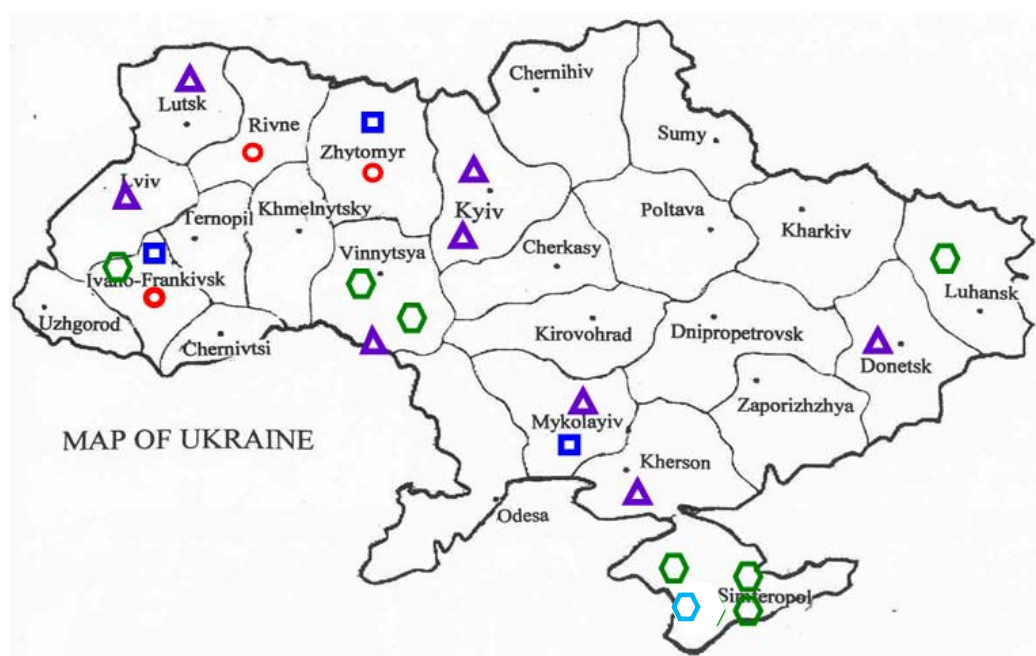 Chernihiv
Lutsk
Rivne
Sumy
Zhytomyr
Lviv
Kyiv
Khmelnytsky
Poltava
Ternopil
Kharkiv
Cherkasy
Vinnytsya
Ivano-Frankivsk
Luhansk
Uzhgorod
Kirovohrad
Dnipropetrovsk
Chernivtsi
Donetsk
Zaporizhzhya
Mykolayiv
MAP OF UKRAINE
Kherson
Odesa
Simferopol